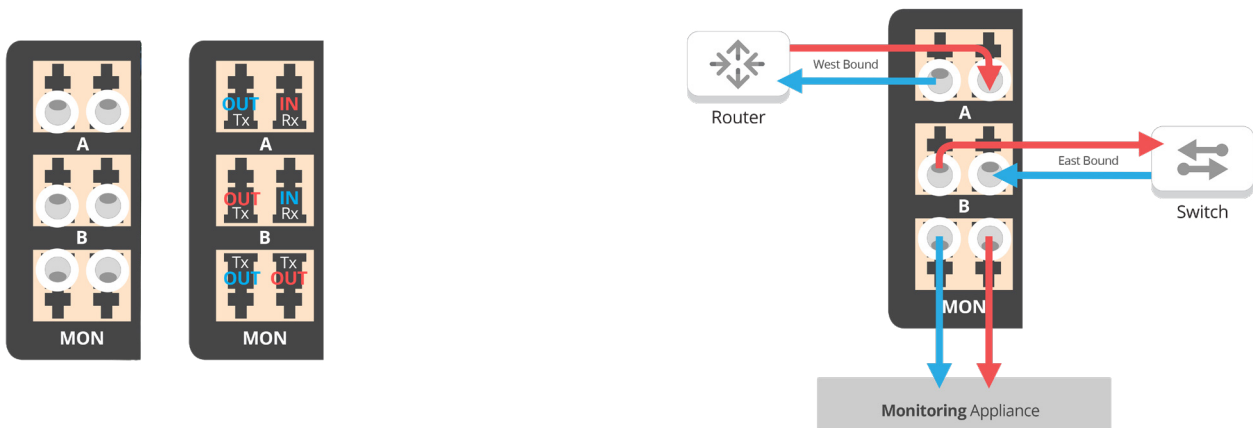 A
B
MON
OUT IN
Tx Rx
A
OUT IN
Tx Rx
B
Tx Tx
OUT OUT
MON
West Bound
Router
A
East Bound
B
Switch
MON
Monitoring Appliance